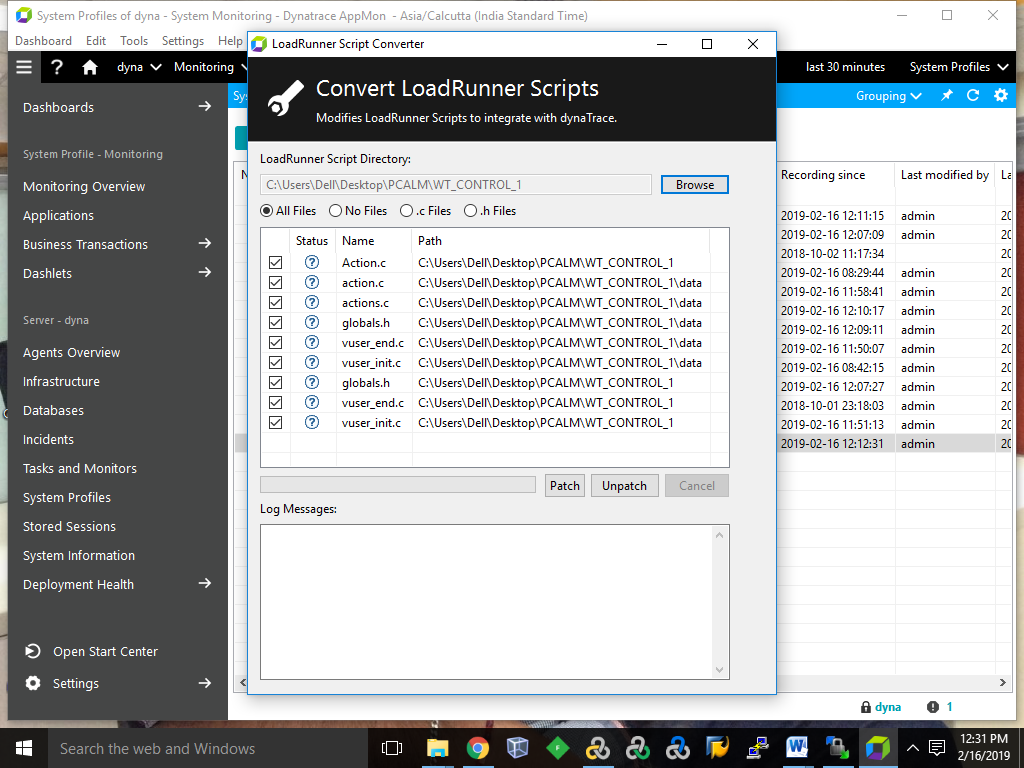 System Profiles of dyna - System Monitoring - Dynatrace AppMon - Asia/Calcutta (India Standard Time)
Dashboard Edit Tools Settings Help
dyna Monitoring last 30 minutes System Profiles
Grouping
Dashboards
System Profile - Monitoring
Monitoring Overview
Applications
Business Transactions
Dashlets
Server - dyna
Agents Overview
Infrastructure
Databases
Incidents
Tasks and Monitors
System Profiles
Stored Sessions
System Information
Deployment Health
Open Start Center
Settings
LoadRunner Script Converter
Convert LoadRunner Scripts
Modifies LoadRunner Scripts to integrate with dynaTrace.
LoadRunner Script Directory:
C:\Users\Dell\Desktop\PCALM\WT_CONTROL_1 Browse
All Files No Files .c Files .h Files
Status Name Path
Action.c C:\Users\Dell\Desktop\PCALM\WT_CONTROL_1
action.c C:\Users\Dell\Desktop\PCALM\WT_CONTROL_1\data
actions.c C:\Users\Dell\Desktop\PCALM\WT_CONTROL_1\data
globals.h C:\Users\Dell\Desktop\PCALM\WT_CONTROL_1\data
vuser_end.c C:\Users\Dell\Desktop\PCALM\WT_CONTROL_1\data
vuser_init.c C:\Users\Dell\Desktop\PCALM\WT_CONTROL_1\data
globals.h C:\Users\Dell\Desktop\PCALM\WT_CONTROL_1
vuser_end.c C:\Users\Dell\Desktop\PCALM\WT_CONTROL_1
vuser_init.c C:\Users\Dell\Desktop\PCALM\WT_CONTROL_1
Patch Unpatch Cancel
Log Messages:
Recording since Last modified by
2019-02-16 12:11:15 admin
2019-02-16 12:07:09 admin
2018-10-02 11:17:34
2019-02-16 08:29:44 admin
2019-02-16 11:58:41 admin
2019-02-16 12:10:17 admin
2019-02-16 12:09:11 admin
2019-02-16 11:50:07 admin
2019-02-16 08:42:15 admin
2019-02-16 12:07:27 admin
2018-10-01 23:18:03 admin
2019-02-16 11:51:13 admin
2019-02-16 12:12:31 admin
dyna 1
Search the web and Windows
12:31 PM
2/16/2019